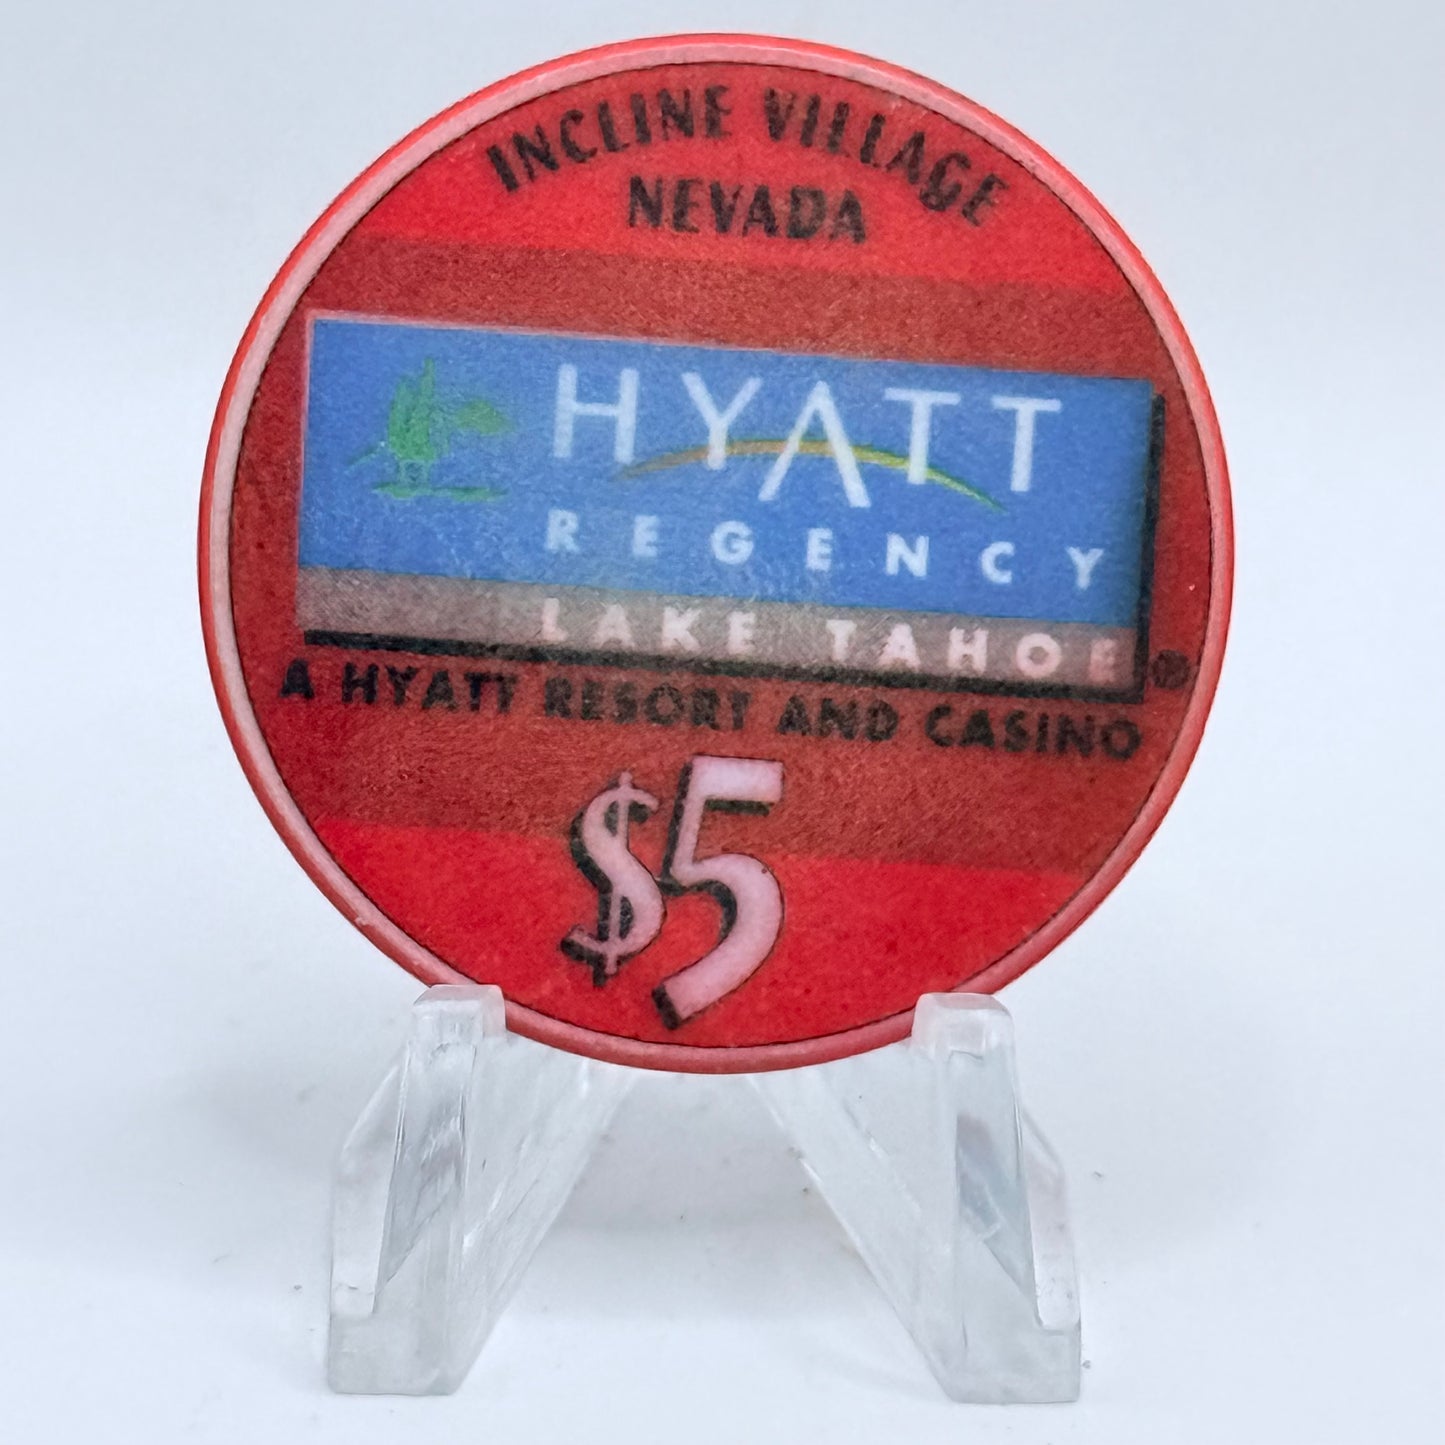 INCLINE VILLAGE
NEVADA
HYATT
REGENCY
LAKE TAHOE ®
A HYATT RESORT AND CASINO
$5